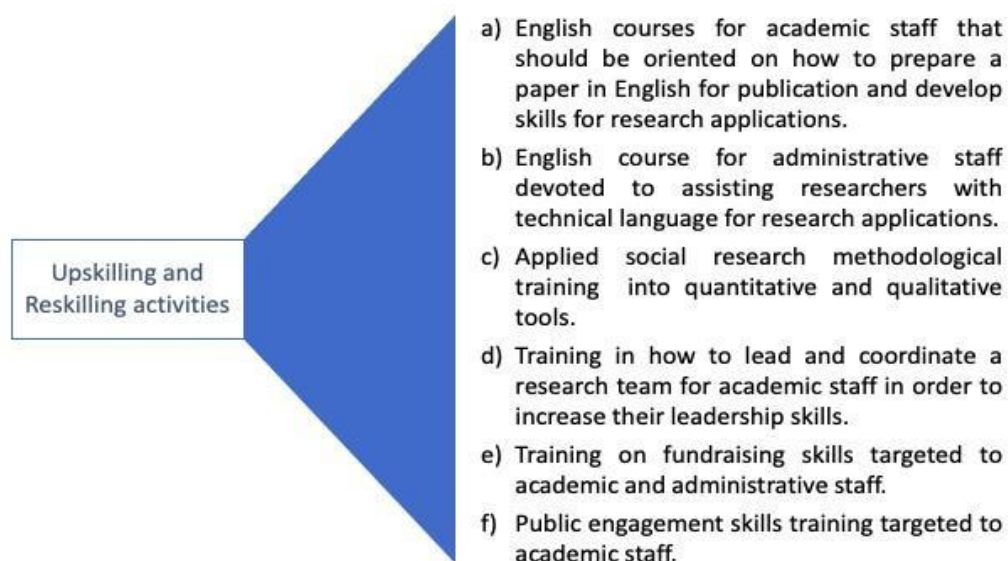 Upskilling and
Reskilling activities
a) English courses for academic staff that
should be oriented on how to prepare a
paper in English for publication and develop
skills for research applications.
b) English course for administrative staff
devoted to assisting researchers with
technical language for research applications.
c) Applied social research methodological
training into quantitative and qualitative
tools.
d) Training in how to lead and coordinate a
research team for academic staff in order to
increase their leadership skills.
e) Training on fundraising skills targeted to
academic and administrative staff.
f) Public engagement skills training targeted to
academic staff.